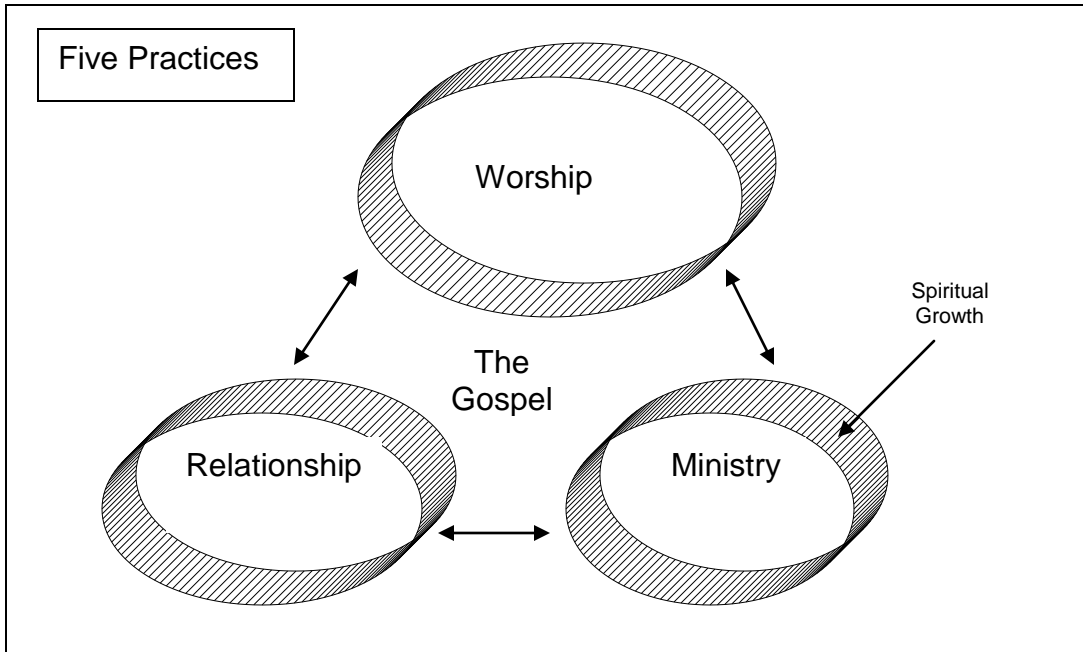 Five Practices
Worship
Spiritual
Growth
The
Gospel
Relationship
Ministry